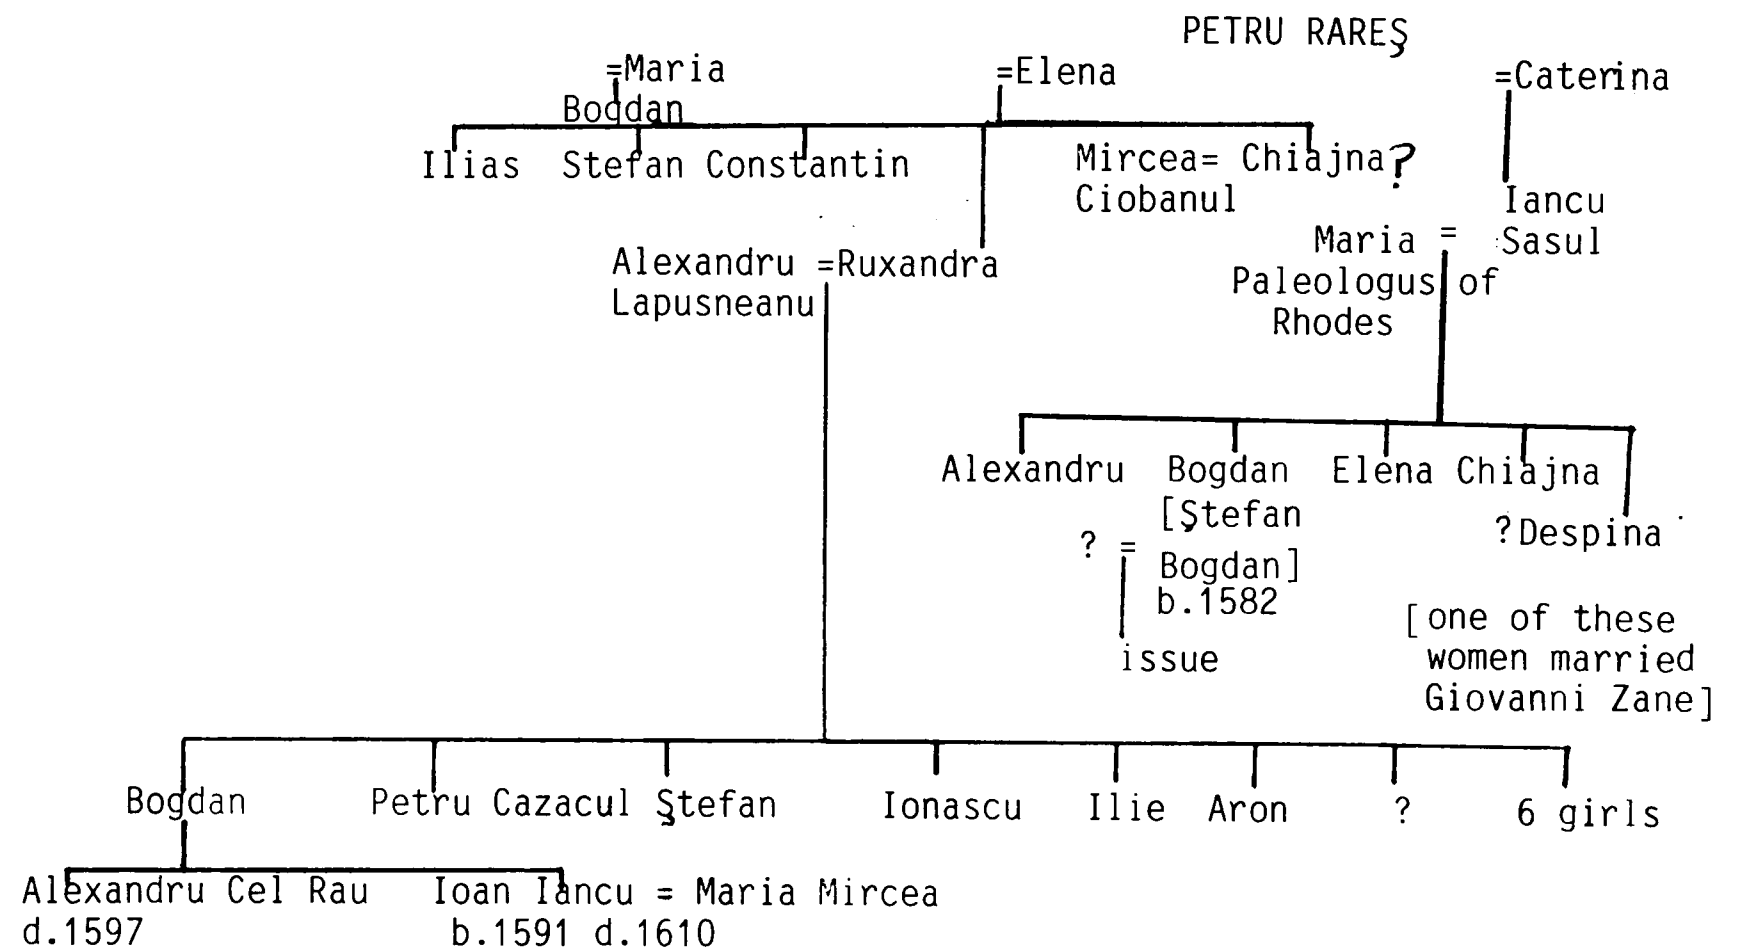 PETRU RAREŞ
=Maria =Elena =Caterina
Bogdan
Ilias Stefan Constantin Mircea= Chiajna?
Ciobanul
Iancu
Maria = Sasul
Alexandru =Ruxandra
Paleologus of
Lapusneanu
Rhodes
Alexandru Bogdan Elena Chiajna
[Ştefan
? = ?Despina
Bogdan]
b.1582
[one of these
issue women married
Giovanni Zane]
Bogdan Petru Cazacul Ştefan Ionascu Ilie Aron ? 6 girls
Alexandru Cel Rau Ioan Iancu = Maria Mircea
d.1597 b.1591 d.1610